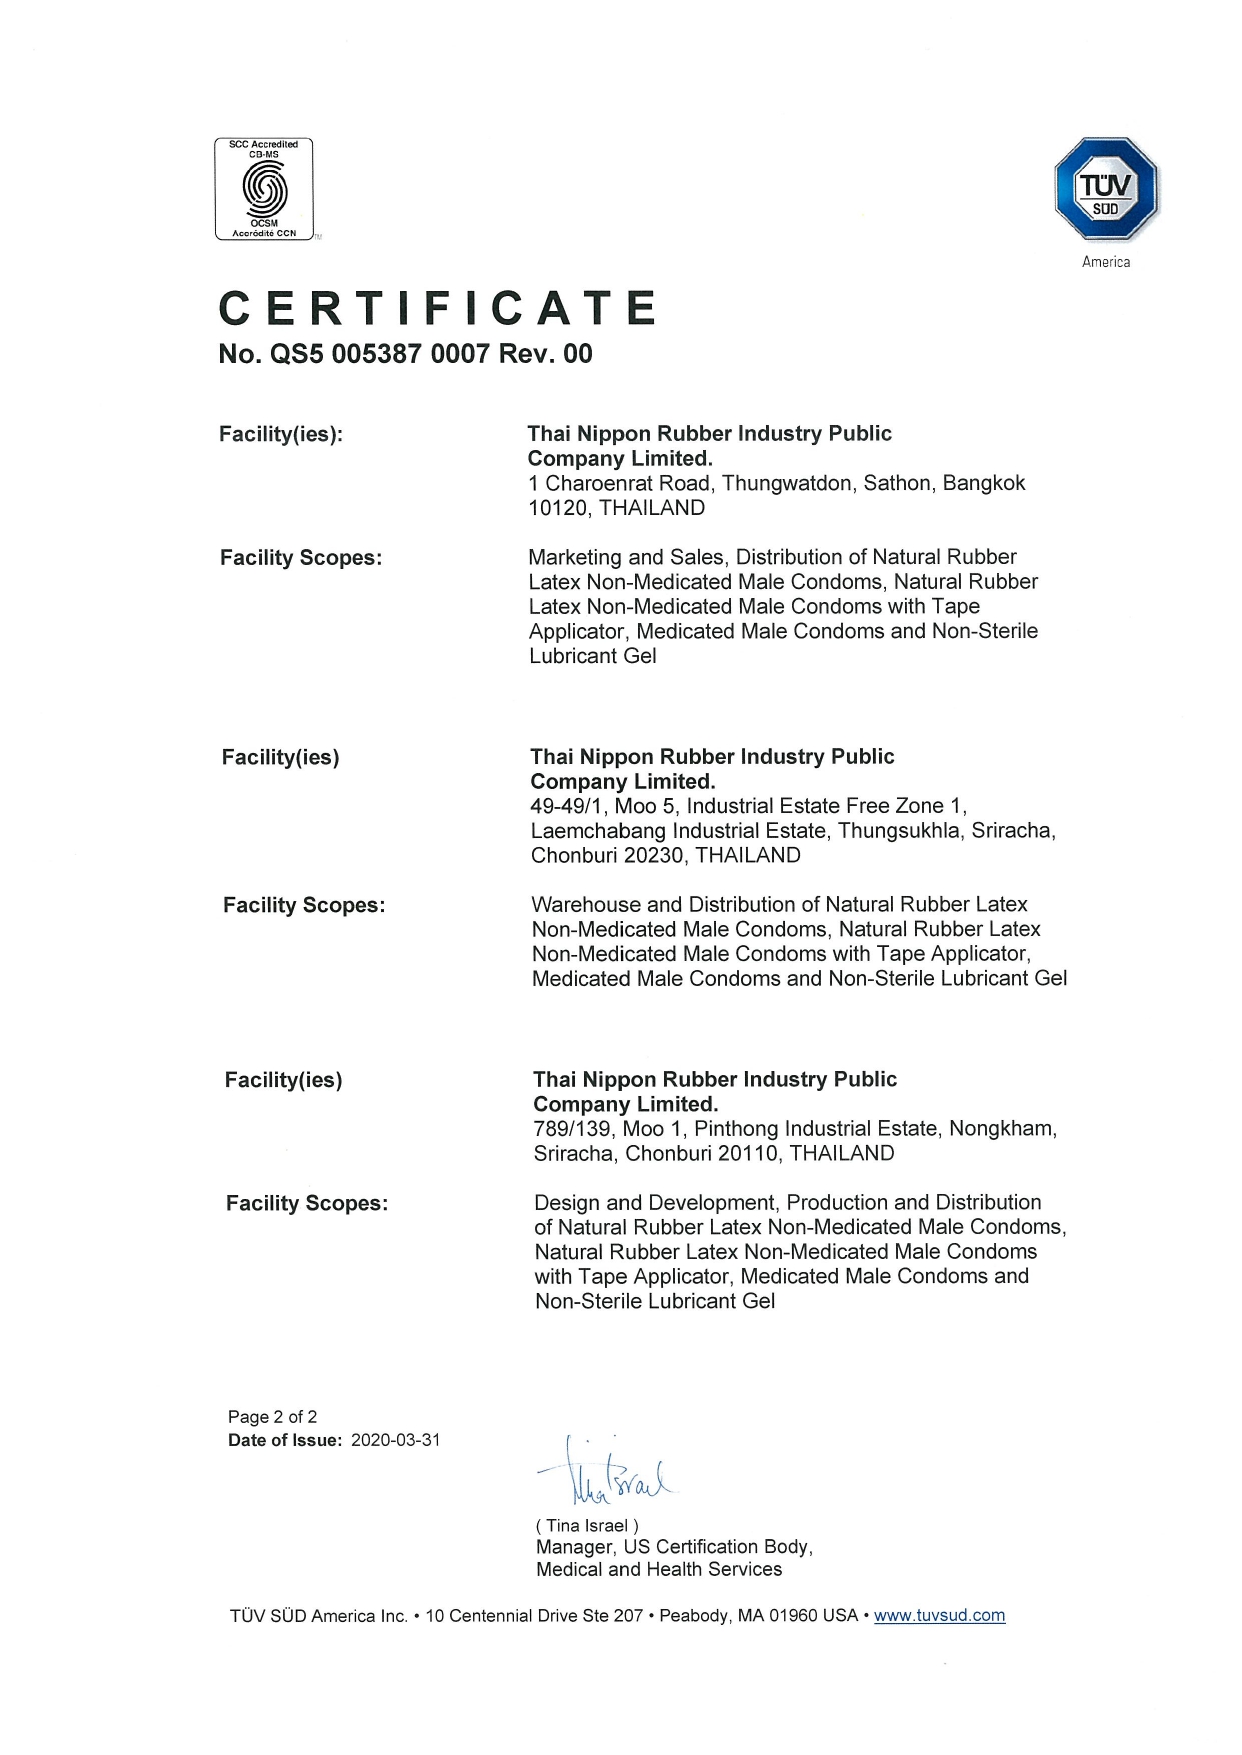 SCC Accredited
CB-MS
OCSM
Accrédité CCN
TM
TÜV
SÜD
America
CERTIFICATE
No. QS5 005387 0007 Rev. 00
Facility(ies):
Thai Nippon Rubber Industry Public
Company Limited.
1 Charoenrat Road, Thungwatdon, Sathon, Bangkok
10120, THAILAND
Facility Scopes:
Marketing and Sales, Distribution of Natural Rubber
Latex Non-Medicated Male Condoms, Natural Rubber
Latex Non-Medicated Male Condoms with Tape
Applicator, Medicated Male Condoms and Non-Sterile
Lubricant Gel
Facility(ies)
Thai Nippon Rubber Industry Public
Company Limited.
49-49/1, Moo 5, Industrial Estate Free Zone 1,
Laemchabang Industrial Estate, Thungsukhla, Sriracha,
Chonburi 20230, THAILAND
Facility Scopes:
Warehouse and Distribution of Natural Rubber Latex
Non-Medicated Male Condoms, Natural Rubber Latex
Non-Medicated Male Condoms with Tape Applicator,
Medicated Male Condoms and Non-Sterile Lubricant Gel
Facility(ies)
Thai Nippon Rubber Industry Public
Company Limited.
789/139, Moo 1, Pinthong Industrial Estate, Nongkham,
Sriracha, Chonburi 20110, THAILAND
Facility Scopes:
Design and Development, Production and Distribution
of Natural Rubber Latex Non-Medicated Male Condoms,
Natural Rubber Latex Non-Medicated Male Condoms
with Tape Applicator, Medicated Male Condoms and
Non-Sterile Lubricant Gel
Page 2 of 2
Date of Issue: 2020-03-31
Tina Israel
( Tina Israel )
Manager, US Certification Body,
Medical and Health Services
TÜV SÜD America Inc. • 10 Centennial Drive Ste 207 • Peabody, MA 01960 USA • www.tuvsud.com